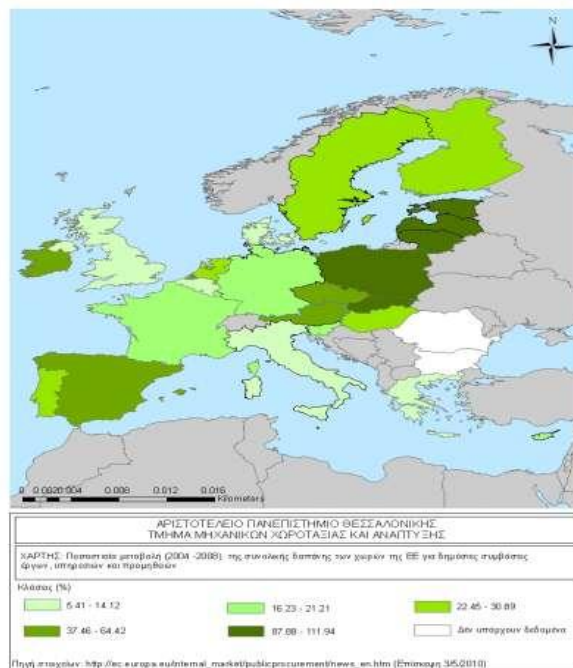 N
0 0.0020.004 0.008 0.012 0.016
Kilometers
ΑΡΙΣΤΟΤΕΛΕΙΟ ΠΑΝΕΠΙΣΤΗΜΙΟ ΘΕΣΣΑΛΟΝΙΚΗΣ
ΤΜΗΜΑ ΜΗΧΑΝΙΚΩΝ ΧΩΡΟΤΑΞΙΑΣ ΚΑΙ ΑΝΑΠΤΥΞΗΣ
ΧΑΡΤΗΣ: Ποσοστιαία μεταβολή (2004 -2008) της συνολικής δαπάνης των χωρών της ΕΕ για δημόσιες συμβάσεις
έργων, υπηρεσιών και προμηθειών
Κλάσεις (%)
5.41 - 14.12 16.23 - 21.21 22.45 - 30.89
37.46 - 64.42 87.88 - 111.94 Δεν υπάρχουν δεδομένα
Πηγή στοιχείων: http://ec.europa.eu/internal_market/publicprocurement/news_en.htm (Επίσκεψη 3/5/2010)